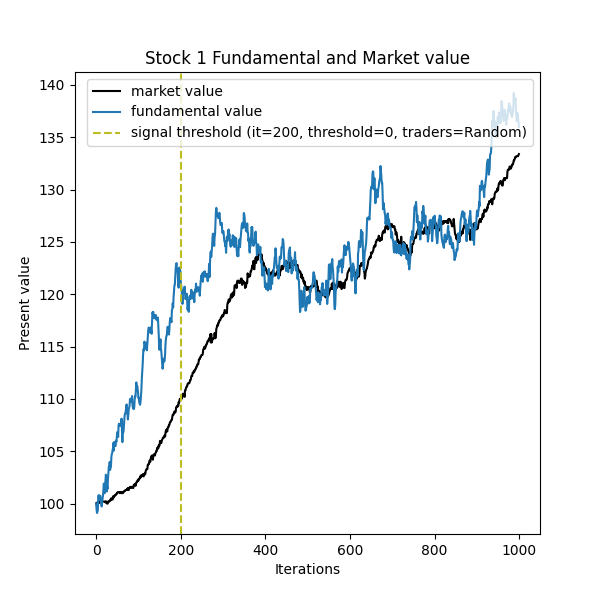 Stock 1 Fundamental and Market value
market value
fundamental value
signal threshold (it=200, threshold=0, traders=Random)
140
135
130
125
120
115
110
105
100
Present value
0 200 400 600 800 1000
Iterations